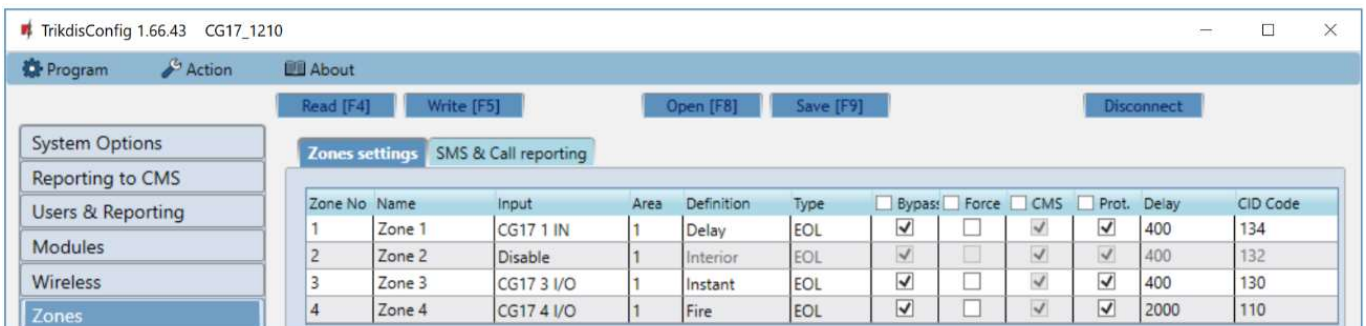 TrikdisConfig 1.66.43 CG17_1210
Program Action About
Read [F4] Write [F5] Open [F8] Save [F9] Disconnect
System Options
Reporting to CMS
Users & Reporting
Modules
Wireless
Zones
Zones settings SMS & Call reporting
Zone No Name Input Area Definition Type Bypass Force CMS Prot. Delay CID Code
1 Zone 1 CG17 1 IN 1 Delay EOL 400 134
2 Zone 2 Disable 1 Interior EOL 400 132
3 Zone 3 CG17 3 I/O 1 Instant EOL 400 130
4 Zone 4 CG17 4 I/O 1 Fire EOL 2000 110